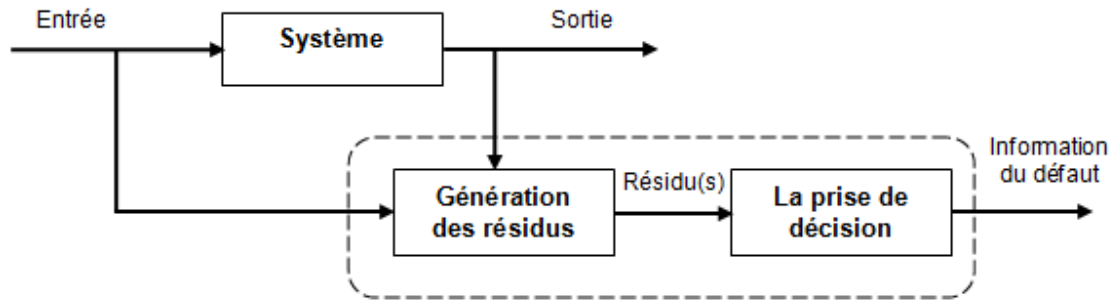 Entrée
Système
Sortie
Génération
des résidus
Résidu(s)
La prise de
décision
Information
du défaut